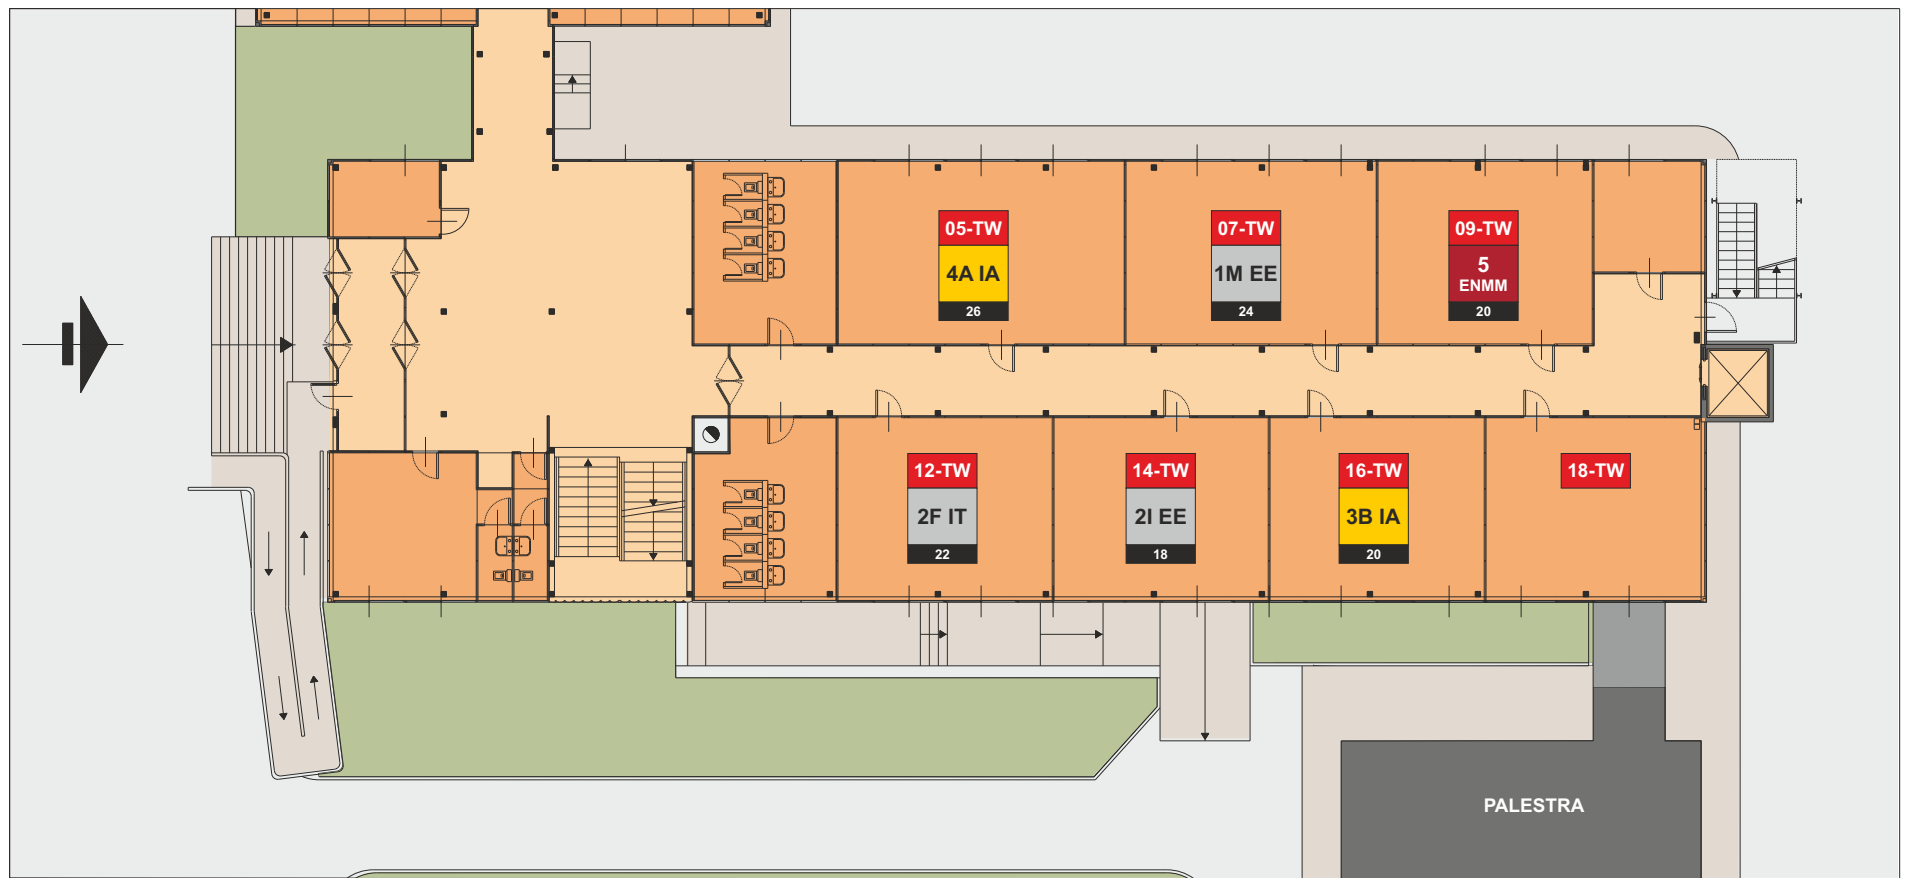 05-TW
4A IA
26
07-TW
1M EE
24
09-TW
5
ENMM
20
12-TW
2F IT
22
14-TW
2I EE
18
16-TW
3B IA
20
18-TW
PALESTRA